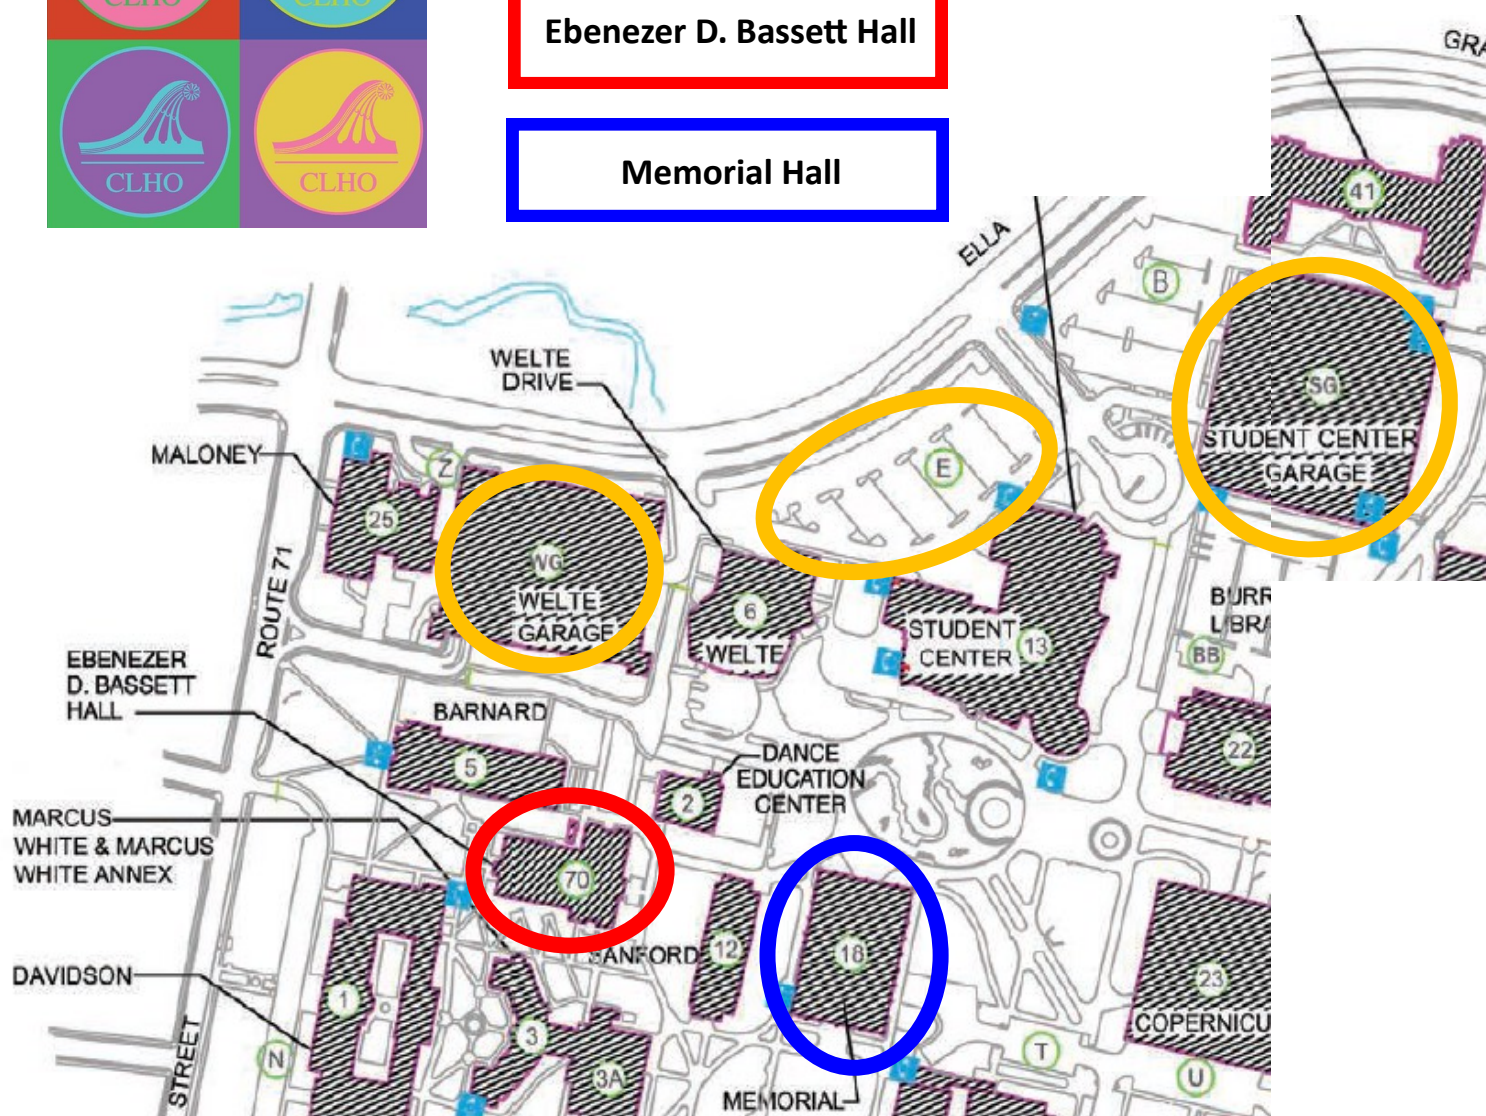 CLHO
CLHO
CLHO
CLHO
Ebenezer D. Bassett Hall
Memorial Hall
ELLA
41
B
WELTE
DRIVE
SG
STUDENT CENTER
GARAGE
MALONEY
Z
E
25
WG
WELTE
GARAGE
ROUTE 71
6
WELTE
STUDENT
CENTER
13
BB
EBENEZER
D. BASSETT
HALL
BARNARD
5
DANCE
EDUCATION
CENTER
2
22
MARCUS
WHITE & MARCUS
WHITE ANNEX
70
SANFORD
12
18
23
DAVIDSON
1
3
3A
N
T
U
STREET
MEMORIAL